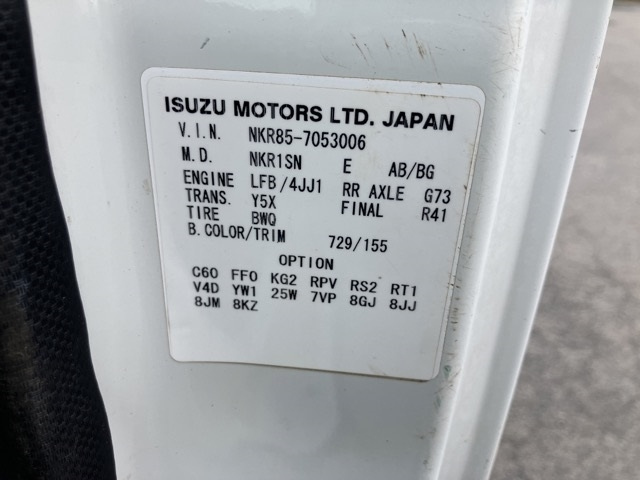 ISUZU MOTORS LTD. JAPAN
V.I.N. NKR85-7053006
M.D. NKR1SN E AB/BG
ENGINE LFB/4JJ1 RR AXLE G73
TRANS. Y5X FINAL R41
TIRE BWQ
B.COLOR/TRIM 729/155
OPTION
C60 FF0 KG2 RPV RS2 RT1
V4D YW1 25W 7VP 8GJ 8JJ
8JM 8KZ